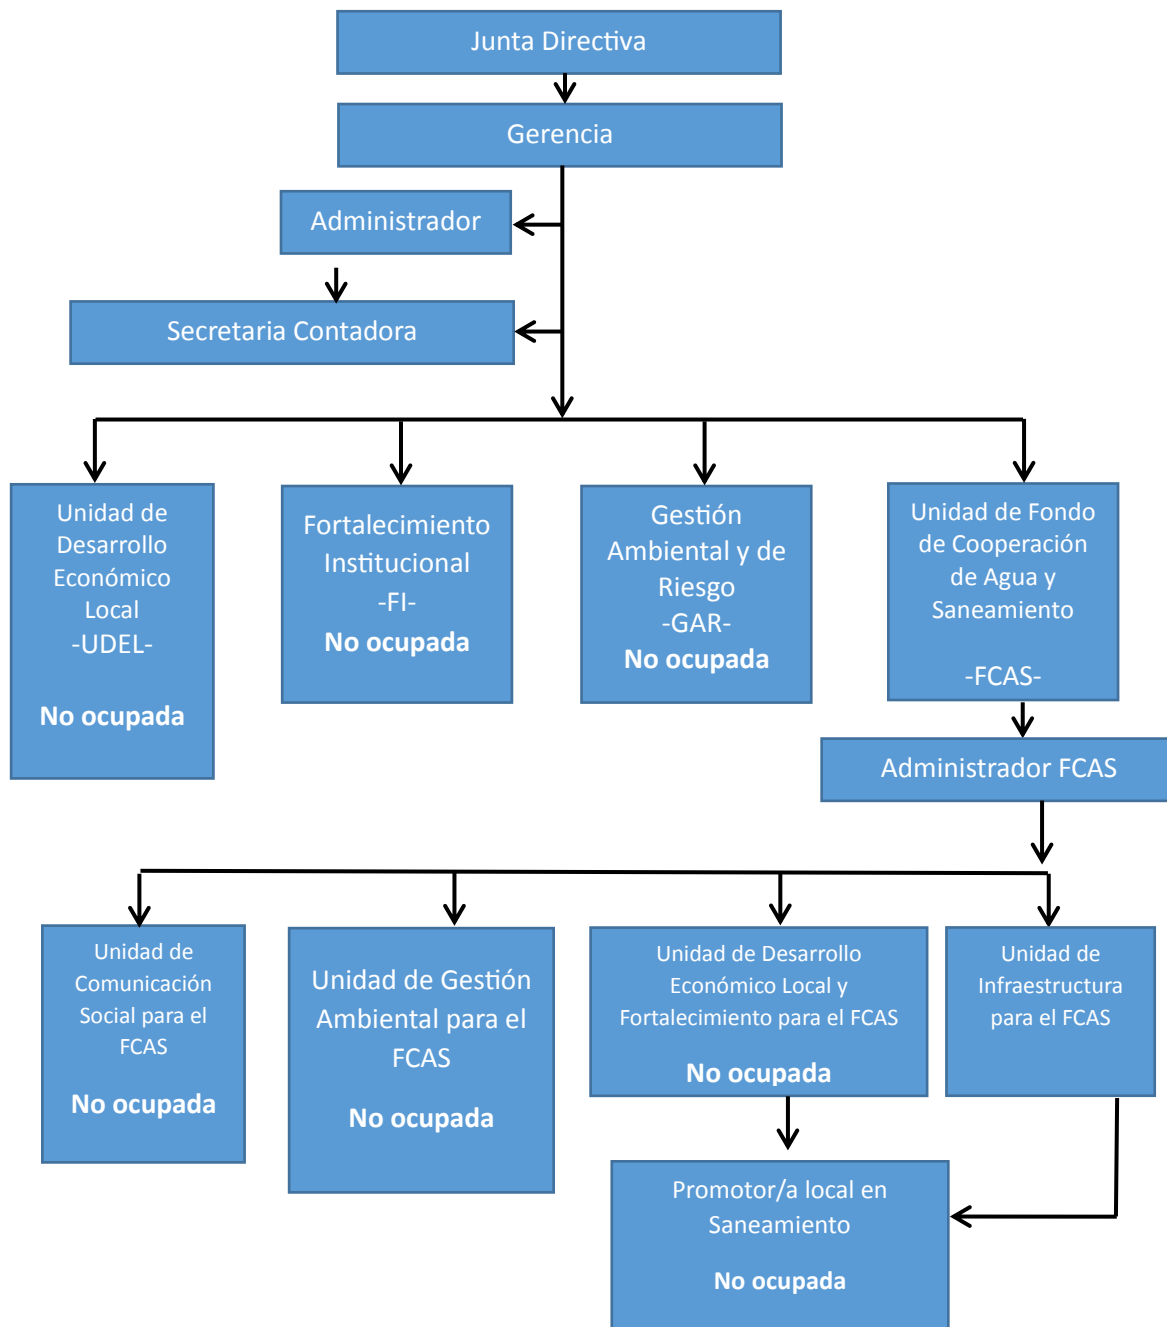 Junta Directiva
Gerencia
Administrador
Secretaria Contadora
Unidad de
Desarrollo
Económico
Local
-UDEL-
No ocupada
Fortalecimiento
Institucional
-FI-
No ocupada
Gestión
Ambiental y de
Riesgo
-GAR-
No ocupada
Unidad de Fondo
de Cooperación
de Agua y
Saneamiento
-FCAS-
Administrador FCAS
Unidad de
Comunicación
Social para el
FCAS
No ocupada
Unidad de Gestión
Ambiental para el
FCAS
No ocupada
Unidad de Desarrollo
Económico Local y
Fortalecimiento para el FCAS
No ocupada
Unidad de
Infraestructura
para el FCAS
Promotor/a local en
Saneamiento
No ocupada